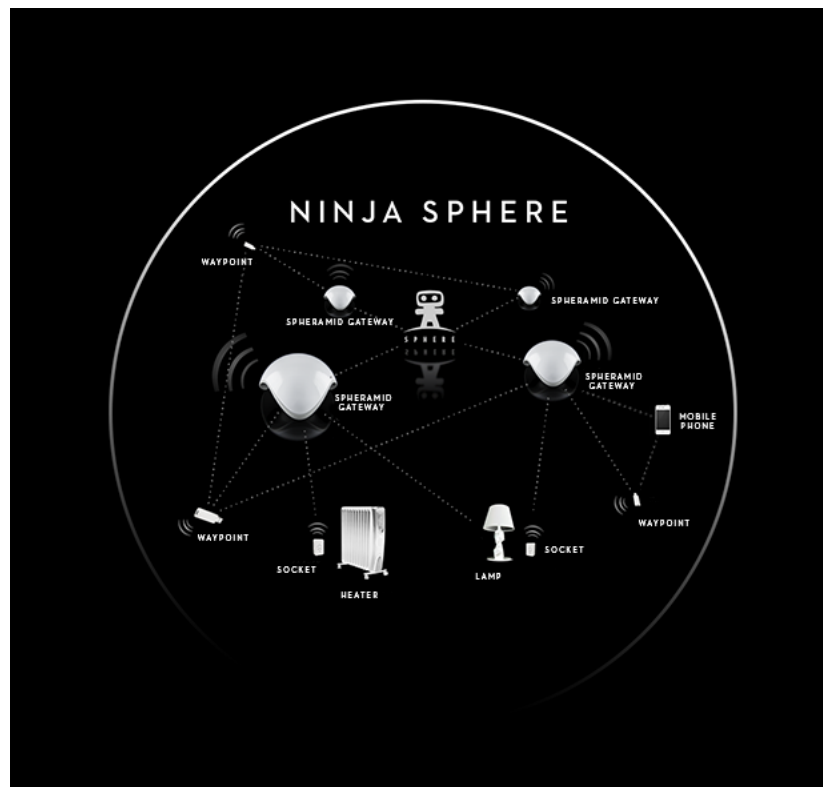 NINJA SPHERE
WAYPOINT
SPHERAMID GATEWAY
SPHERAMID GATEWAY
SPHERE
SPHERAMID
GATEWAY
SPHERAMID
GATEWAY
MOBILE
PHONE
WAYPOINT
WAYPOINT
SOCKET
HEATER
LAMP
SOCKET